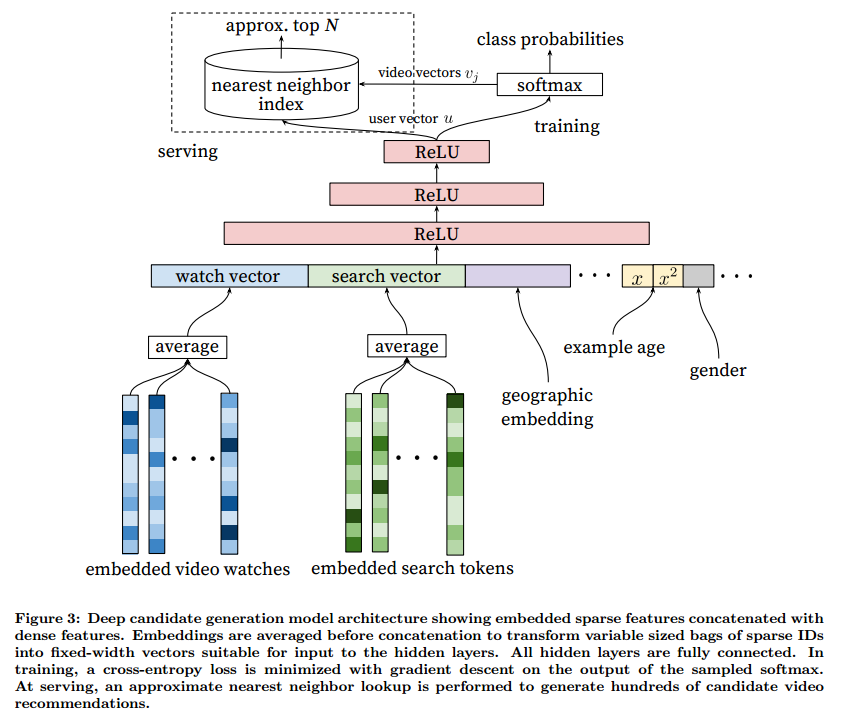 approx. top N
class probabilities
nearest neighbor
index
video vectors v_j
softmax
user vector u
training
serving
ReLU
ReLU
ReLU
watch vector
search vector
x
x²
average
average
example age
gender
geographic
embedding
embedded video watches
embedded search tokens
Figure 3: Deep candidate generation model architecture showing embedded sparse features concatenated with
dense features. Embeddings are averaged before concatenation to transform variable sized bags of sparse IDs
into fixed-width vectors suitable for input to the hidden layers. All hidden layers are fully connected. In
training, a cross-entropy loss is minimized with gradient descent on the output of the sampled softmax.
At serving, an approximate nearest neighbor lookup is performed to generate hundreds of candidate video
recommendations.